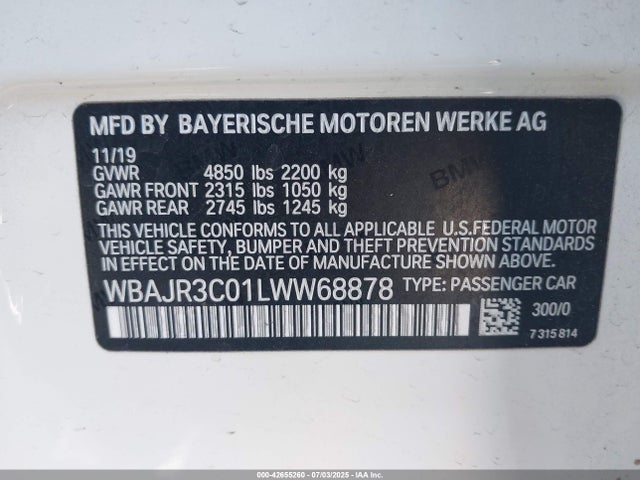 MFD BY BAYERISCHE MOTOREN WERKE AG
11/19
GVWR 4850 lbs 2200 kg
GAWR FRONT 2315 lbs 1050 kg
GAWR REAR 2745 lbs 1245 kg
THIS VEHICLE CONFORMS TO ALL APPLICABLE U.S.FEDERAL MOTOR
VEHICLE SAFETY, BUMPER AND THEFT PREVENTION STANDARDS
IN EFFECT ON THE DATE OF MANUFACTURE SHOWN ABOVE.
WBAJR3C01LWW68878 TYPE: PASSENGER CAR
300/0
7 315 814
000-42655260 - 07/03/2025 - IAAI.COM